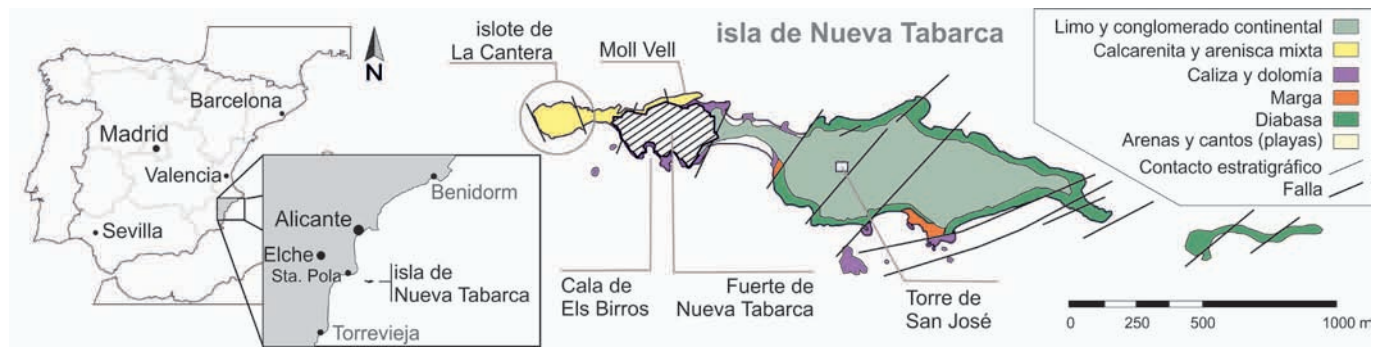 N
Barcelona
Madrid
Valencia
Sevilla
Benidorm
Alicante
Elche
Sta. Pola
isla de
Nueva Tabarca
Torrevieja
islote de
La Cantera
Moll Vell
isla de Nueva Tabarca
Cala de
Els Birros
Fuerte de
Nueva Tabarca
Torre de
San José
Limo y conglomerado continental
Calcarenita y arenisca mixta
Caliza y dolomía
Marga
Diabasa
Arenas y cantos (playas)
Contacto estratigráfico
Falla
0 250 500 1000 m